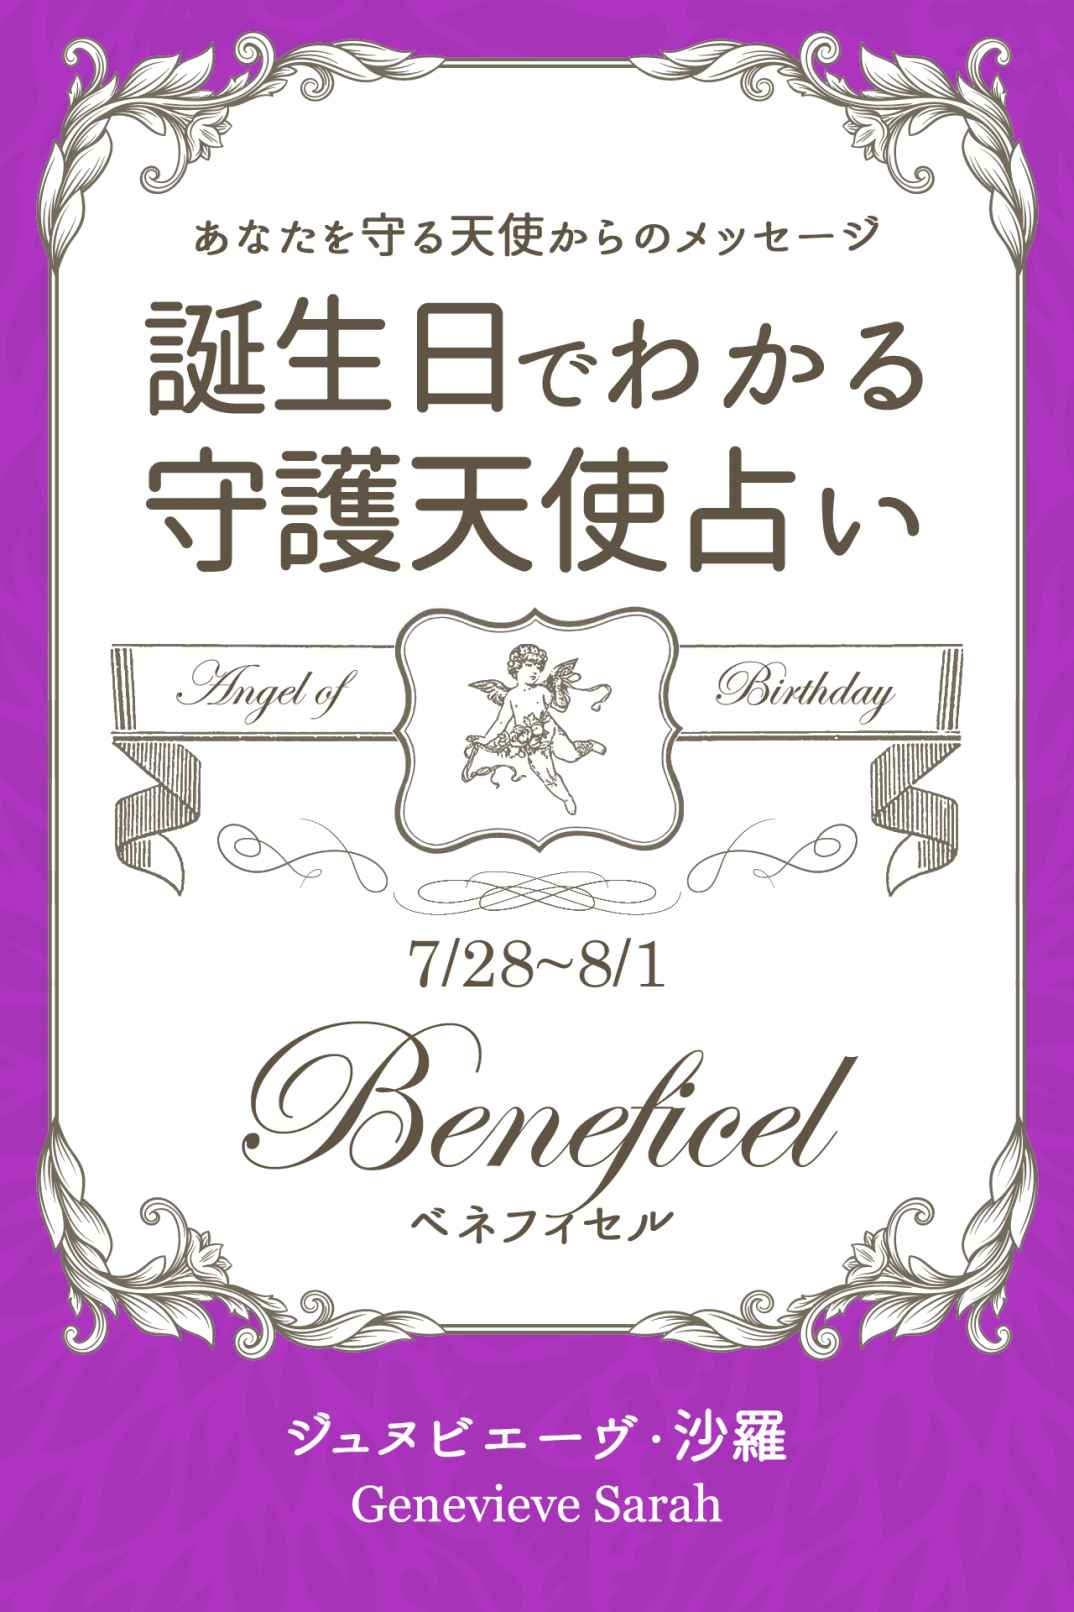 あなたを守る天使からのメッセージ
誕生日でわかる
守護天使占い
Angel of Birthday
7/28~8/1
Beneficel
ベネフィセル
ジュヌビエーヴ・沙羅
Genevieve Sarah